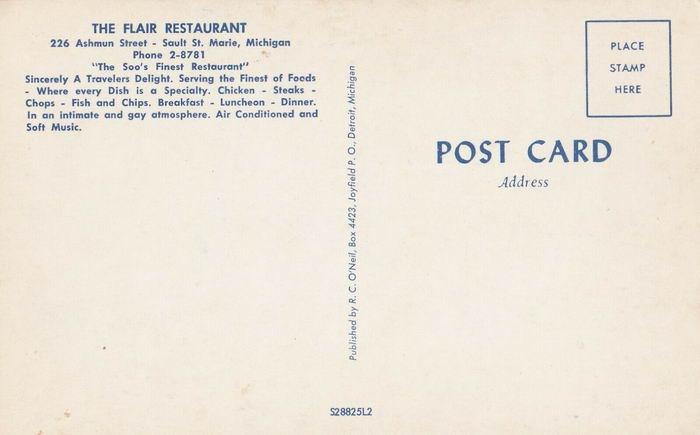 THE FLAIR RESTAURANT
226 Ashmun Street - Sault St. Marie, Michigan
Phone 2-8781
"The Soo's Finest Restaurant"
Sincerely A Travelers Delight. Serving the Finest of Foods
- Where every Dish is a Specialty. Chicken - Steaks -
Chops - Fish and Chips. Breakfast - Luncheon - Dinner.
In an intimate and gay atmosphere. Air Conditioned and
Soft Music.
Published by R. C. O'Neil, Box 4423, Joyfield P. O., Detroit, Michigan
PLACE
STAMP
HERE
POST CARD
Address
S28825L2